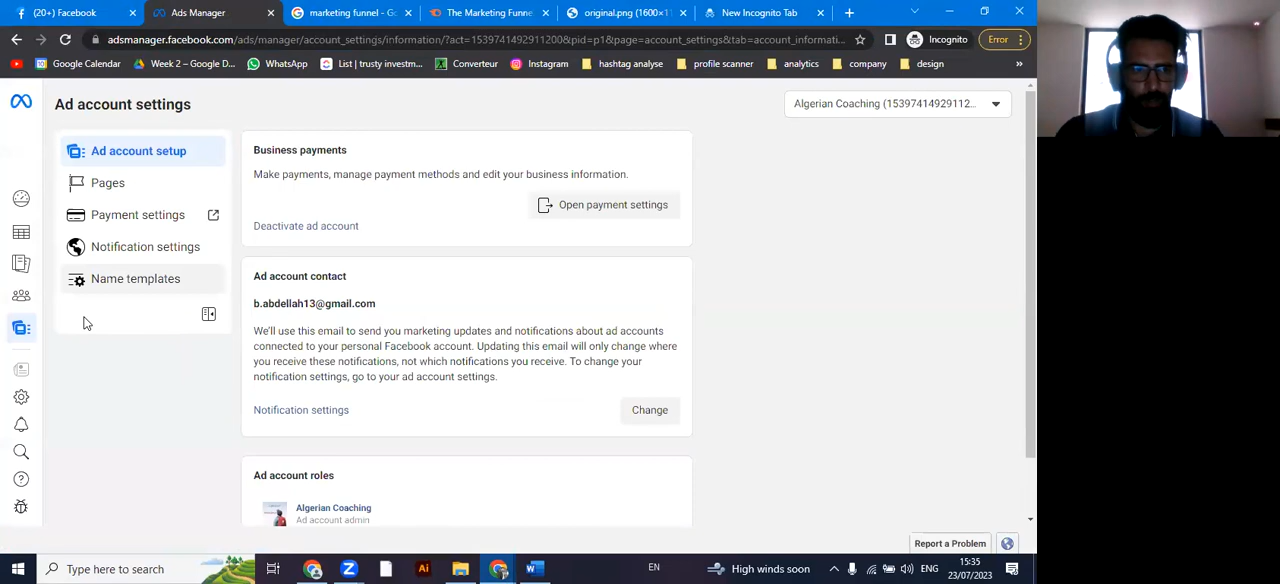 (20+) Facebook
Ads Manager
marketing funnel - Go
The Marketing Funne
original.png (1600×1
New Incognito Tab
adsmanager.facebook.com/ads/manager/account_settings/information/?act=1539741492911200&pid=p1&page=account_settings&tab=account_informati...
Incognito
Error
Google Calendar
Week 2 – Google D...
WhatsApp
List | trusty investm...
Converteur
Instagram
hashtag analyse
profile scanner
analytics
company
design
»
Ad account settings
Algerian Coaching (15397414929112...
Ad account setup
Pages
Payment settings
Notification settings
Name templates
Business payments
Make payments, manage payment methods and edit your business information.
Open payment settings
Deactivate ad account
Ad account contact
b.abdellah13@gmail.com
We'll use this email to send you marketing updates and notifications about ad accounts
connected to your personal Facebook account. Updating this email will only change where
you receive these notifications, not which notifications you receive. To change your
notification settings, go to your ad account settings.
Notification settings
Change
Ad account roles
Algerian Coaching
Ad account admin
Report a Problem
Type here to search
EN
High winds soon
ENG
15:35
23/07/2023